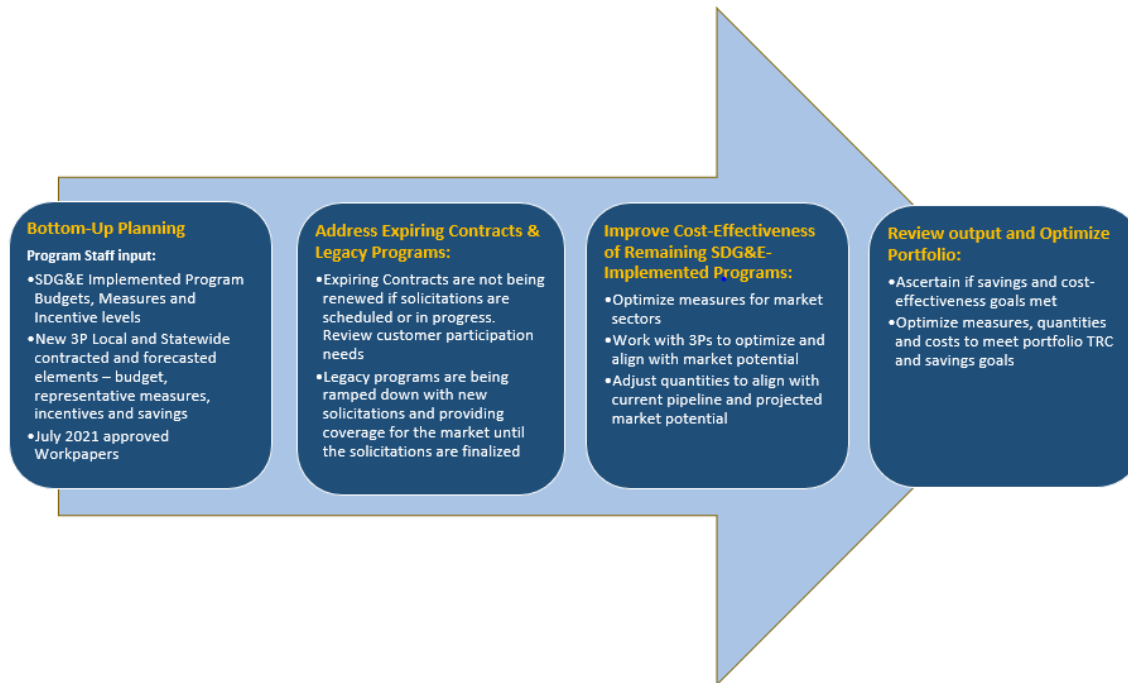 Bottom-Up Planning
Program Staff input:
•SDG&E Implemented Program
Budgets, Measures and
Incentive levels
•New 3P Local and Statewide
contracted and forecasted
elements – budget,
representative measures,
incentives and savings
•July 2021 approved
Workpapers
Address Expiring Contracts &
Legacy Programs:
•Expiring Contracts are not being
renewed if solicitations are
scheduled or in progress.
Review customer participation
needs
•Legacy programs are being
ramped down with new
solicitations and providing
coverage for the market until
the solicitations are finalized
Improve Cost-Effectiveness
of Remaining SDG&E-
Implemented Programs:
•Optimize measures for market
sectors
•Work with 3Ps to optimize and
align with market potential
•Adjust quantities to align with
current pipeline and projected
market potential
Review output and Optimize
Portfolio:
•Ascertain if savings and cost-
effectiveness goals met
•Optimize measures, quantities
and costs to meet portfolio TRC
and savings goals